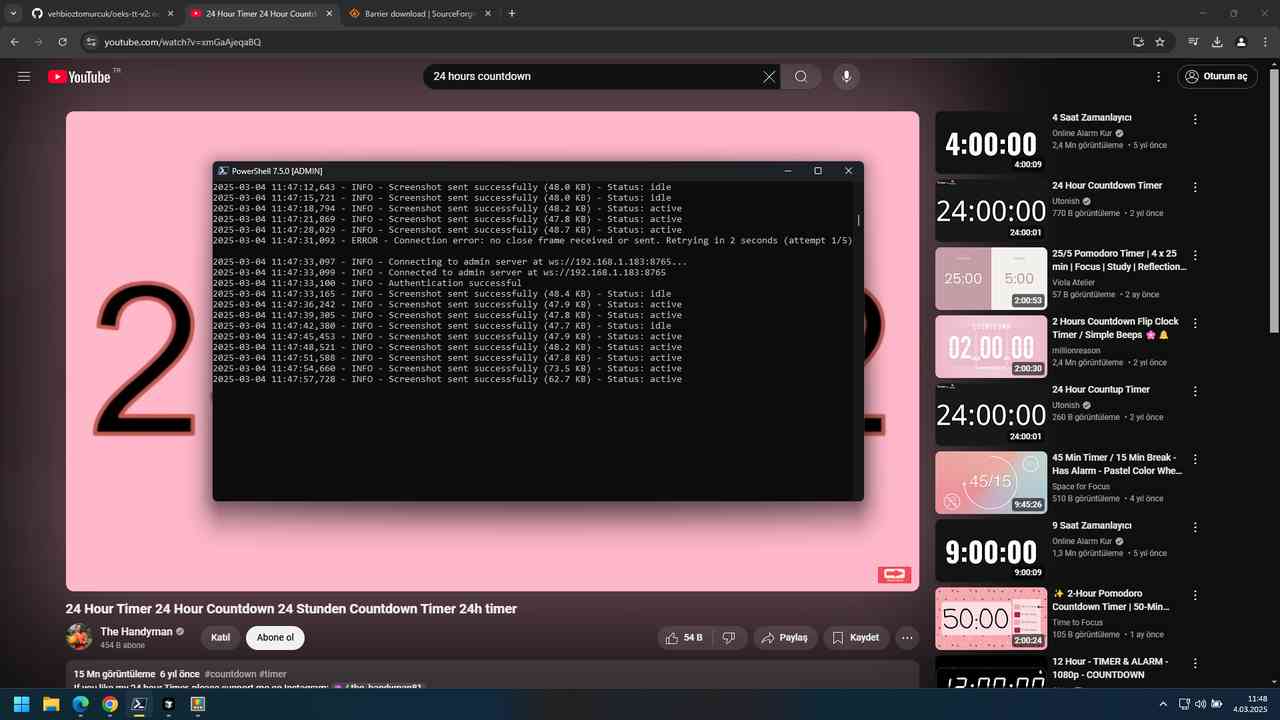 vehbioztomurcuk/oeks-tt-v2:
24 Hour Timer 24 Hour Countd
Barrier download | SourceForg
youtube.com/watch?v=xmGaAjeqaBQ
YouTube TR
24 hours countdown
Oturum aç
PowerShell 7.5.0 [ADMIN]
2025-03-04 11:47:12,643 - INFO - Screenshot sent successfully (48.0 KB) - Status: idle
2025-03-04 11:47:15,721 - INFO - Screenshot sent successfully (48.0 KB) - Status: idle
2025-03-04 11:47:18,794 - INFO - Screenshot sent successfully (48.2 KB) - Status: active
2025-03-04 11:47:21,869 - INFO - Screenshot sent successfully (47.8 KB) - Status: active
2025-03-04 11:47:28,029 - INFO - Screenshot sent successfully (48.7 KB) - Status: active
2025-03-04 11:47:31,092 - ERROR - Connection error: no close frame received or sent. Retrying in 2 seconds (attempt 1/5)
2025-03-04 11:47:33,097 - INFO - Connecting to admin server at ws://192.168.1.183:8765...
2025-03-04 11:47:33,099 - INFO - Connected to admin server at ws://192.168.1.183:8765
2025-03-04 11:47:33,100 - INFO - Authentication successful
2025-03-04 11:47:33,165 - INFO - Screenshot sent successfully (48.4 KB) - Status: idle
2025-03-04 11:47:36,242 - INFO - Screenshot sent successfully (47.9 KB) - Status: active
2025-03-04 11:47:39,305 - INFO - Screenshot sent successfully (47.8 KB) - Status: active
2025-03-04 11:47:42,380 - INFO - Screenshot sent successfully (47.7 KB) - Status: idle
2025-03-04 11:47:45,453 - INFO - Screenshot sent successfully (47.9 KB) - Status: active
2025-03-04 11:47:48,521 - INFO - Screenshot sent successfully (48.2 KB) - Status: active
2025-03-04 11:47:51,588 - INFO - Screenshot sent successfully (47.8 KB) - Status: active
2025-03-04 11:47:54,660 - INFO - Screenshot sent successfully (73.5 KB) - Status: active
2025-03-04 11:47:57,728 - INFO - Screenshot sent successfully (62.7 KB) - Status: active
2
2
24 Hour Timer 24 Hour Countdown 24 Stunden Countdown Timer 24h timer
The Handyman
454 B abone
Katıl
Abone ol
54 B
Paylaş
Kaydet
15 Mn görüntüleme 6 yıl önce #countdown #timer
If you like my 24 hour Timer, please support me on Instagram: / the_handyman81
4:00:00
4:00:09
4 Saat Zamanlayıcı
Online Alarm Kur
2,4 Mn görüntüleme • 5 yıl önce
24:00:00
24:00:01
24 Hour Countdown Timer
Utonish
770 B görüntüleme • 2 yıl önce
25:00
5:00
2:00:53
25/5 Pomodoro Timer | 4 x 25
min | Focus | Study | Reflection...
Viola Atelier
57 B görüntüleme • 2 ay önce
COUNTDOWN
02:00:00
2:00:30
2 Hours Countdown Flip Clock
Timer / Simple Beeps 🌸 🔔
millionreason
2,4 Mn görüntüleme • 2 yıl önce
24:00:00
24:00:01
24 Hour Countup Timer
Utonish
260 B görüntüleme • 2 yıl önce
45/15
9:45:26
45 Min Timer / 15 Min Break -
Has Alarm - Pastel Color Whe...
Space for Focus
510 B görüntüleme • 4 yıl önce
9:00:00
9:00:09
9 Saat Zamanlayıcı
Online Alarm Kur
1,3 Mn görüntüleme • 5 yıl önce
50:00
2:00:24
✨ 2-Hour Pomodoro
Countdown Timer | 50-Min...
Time to Focus
105 B görüntüleme • 1 ay önce
12:00:00
12 Hour - TIMER & ALARM -
1080p - COUNTDOWN
11:48
4.03.2025